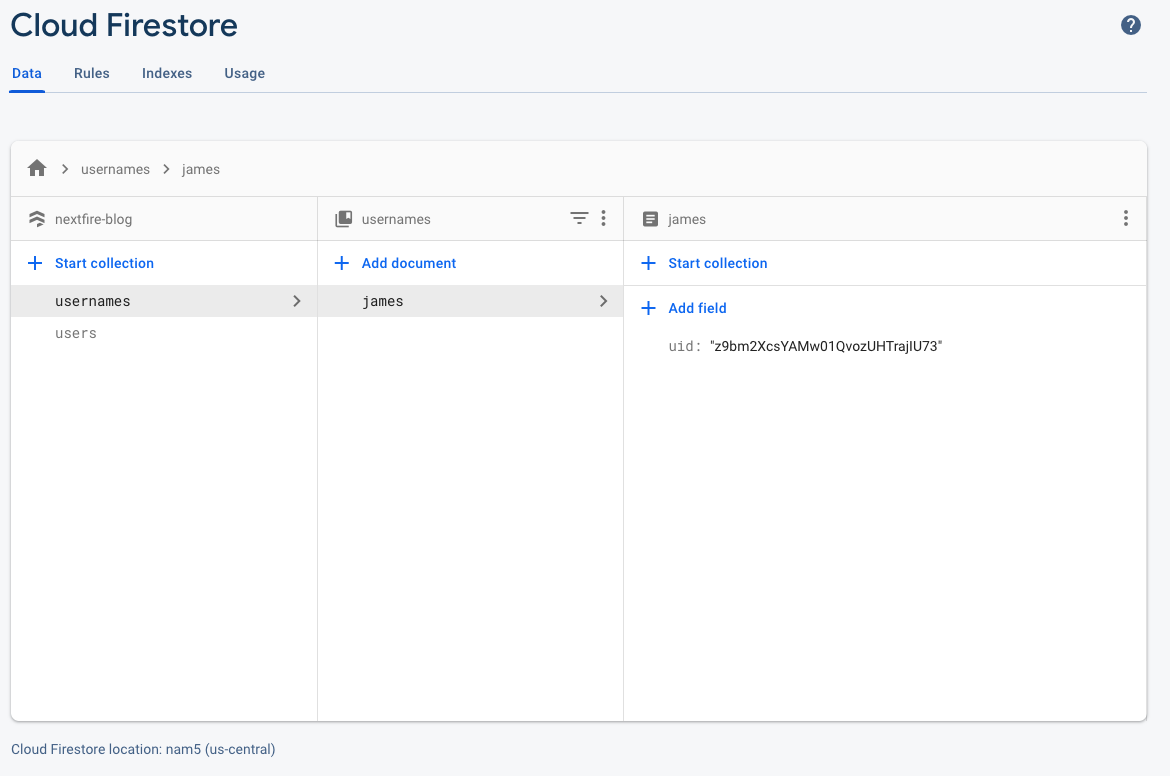 Cloud Firestore
?
Data Rules Indexes Usage
usernames james
nextfire-blog usernames james
Start collection Add document Start collection
usernames james Add field
users
uid: "z9bm2XcsYAMw01QvozUHTrajIU73"
Cloud Firestore location: nam5 (us-central)